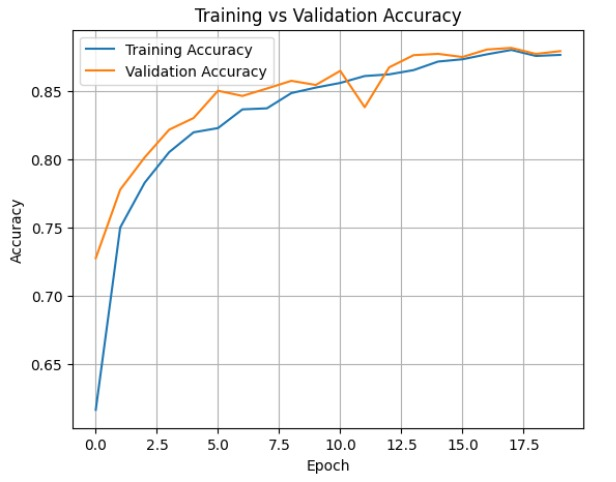 Training vs Validation Accuracy
Training Accuracy
Validation Accuracy
0.85
0.80
0.75
0.70
0.65
Accuracy
0.0 2.5 5.0 7.5 10.0 12.5 15.0 17.5
Epoch